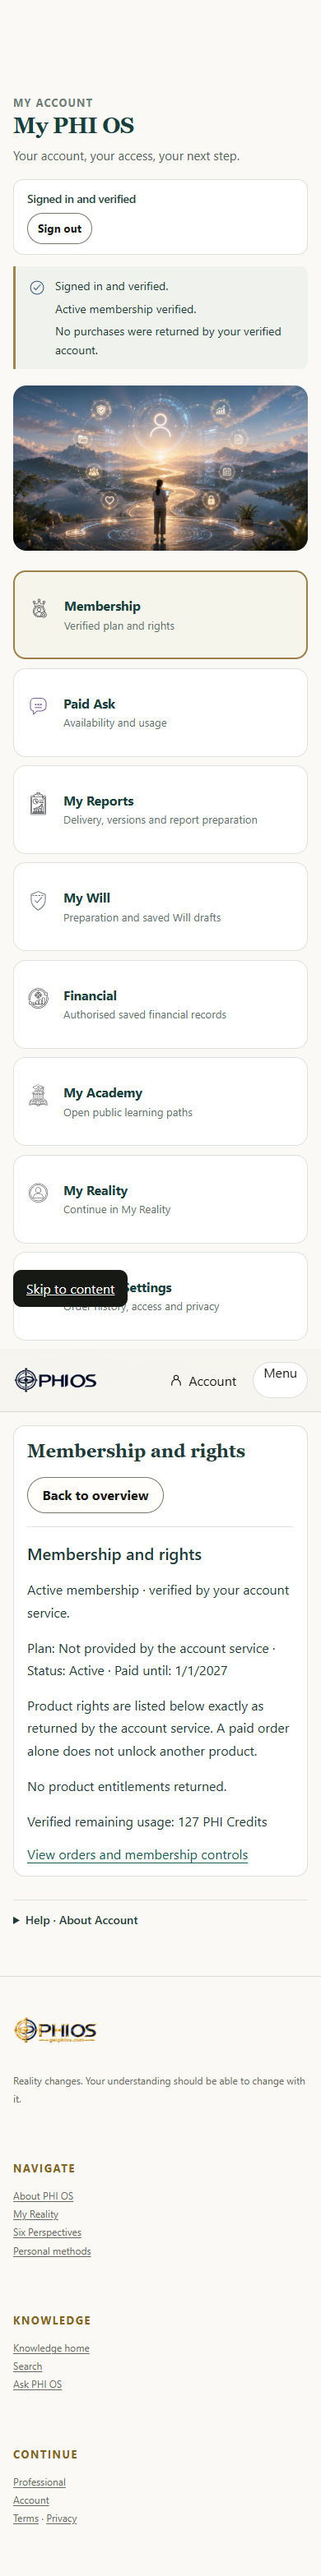 MY ACCOUNT
My PHI OS
Your account, your access, your next step.
Signed in and verified
Sign out
Signed in and verified.
Active membership verified.
No purchases were returned by your verified
account.
Membership
Verified plan and rights
Paid Ask
Availability and usage
My Reports
Delivery, versions and report preparation
My Will
Preparation and saved Will drafts
Financial
Authorised saved financial records
My Academy
Open public learning paths
My Reality
Continue in My Reality
Settings
Skip to content
Order history, access and privacy
PHIOS
Account
Menu
Membership and rights
Back to overview
Membership and rights
Active membership · verified by your account
service.
Plan: Not provided by the account service ·
Status: Active · Paid until: 1/1/2027
Product rights are listed below exactly as
returned by the account service. A paid order
alone does not unlock another product.
No product entitlements returned.
Verified remaining usage: 127 PHI Credits
View orders and membership controls
Help · About Account
PHIOS
Reality changes. Your understanding should be able to change with
it.
NAVIGATE
About PHI OS
My Reality
Six Perspectives
Personal methods
KNOWLEDGE
Knowledge home
Search
Ask PHI OS
CONTINUE
Professional
Account
Terms · Privacy